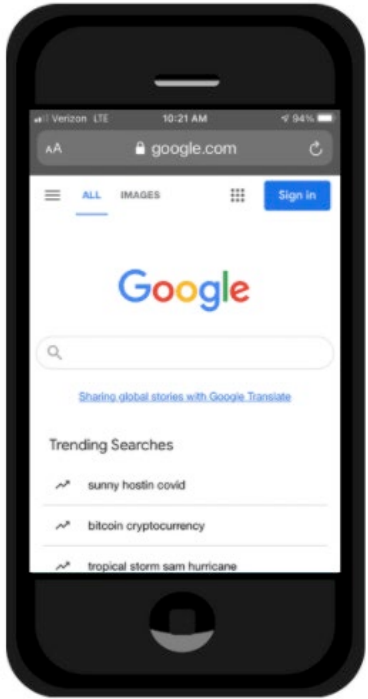 Verizon LTE 10:21 AM 94%
AA google.com
ALL IMAGES Sign in
Google
Sharing global stories with Google Translate
Trending Searches
sunny hostin covid
bitcoin cryptocurrency
tropical storm sam hurricane